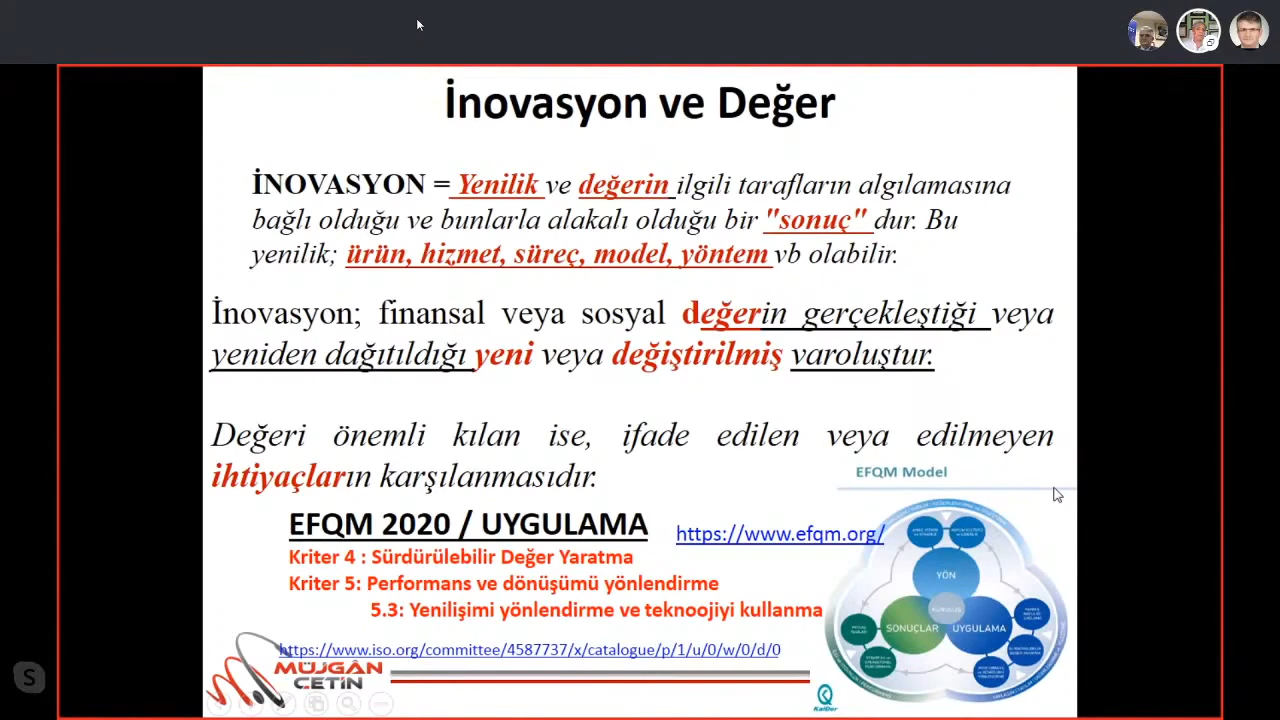 İnovasyon ve Değer
İNOVASYON = Yenilik ve değerin ilgili tarafların algılamasına
bağlı olduğu ve bunlarla alakalı olduğu bir "sonuç" dur. Bu
yenilik; ürün, hizmet, süreç, model, yöntem vb olabilir.
İnovasyon; finansal veya sosyal değerin gerçekleştiği veya
yeniden dağıtıldığı yeni veya değiştirilmiş varoluştur.
Değeri önemli kılan ise, ifade edilen veya edilmeyen
ihtiyaçların karşılanmasıdır.
EFQM Model
EFQM 2020 / UYGULAMA
https://www.efqm.org/
Kriter 4 : Sürdürülebilir Değer Yaratma
Kriter 5: Performans ve dönüşümü yönlendirme
5.3: Yenilişimi yönlendirme ve teknoojiyi kullanma
YÖN
KURULUŞ
SONUÇLAR
UYGULAMA
https://www.iso.org/committee/4587737/x/catalogue/p/1/u/0/w/0/d/0
MÜJGÂN
ÇETİN
KalDer
S